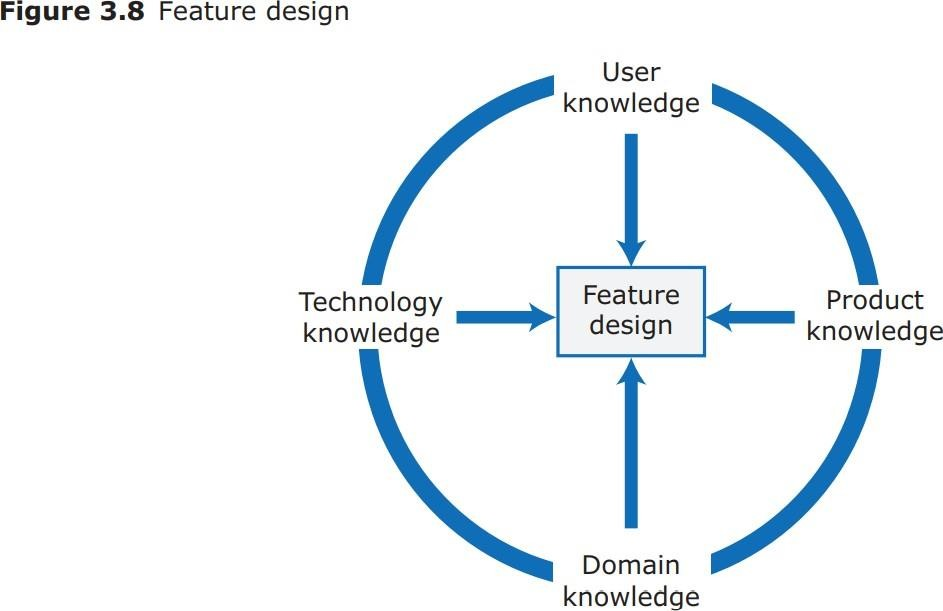 Figure 3.8 Feature design
User
knowledge
Technology
knowledge
Feature
design
Product
knowledge
Domain
knowledge